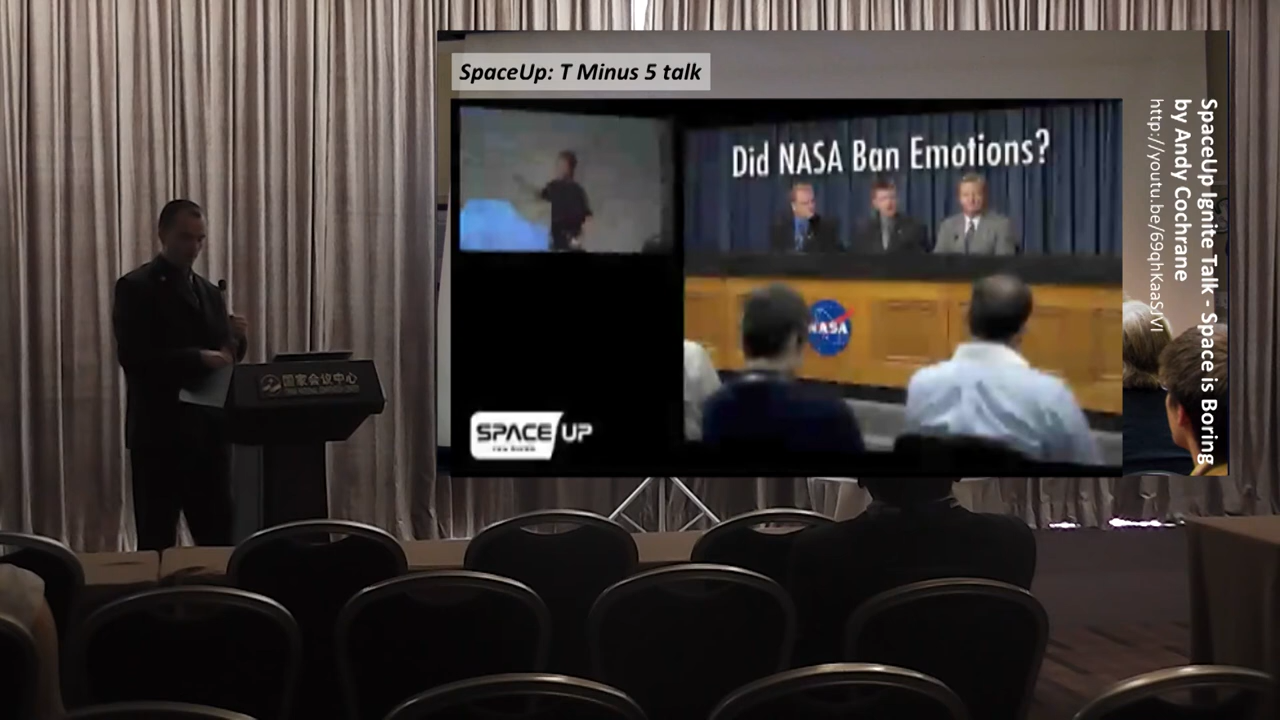 SpaceUp: T Minus 5 talk
Did NASA Ban Emotions?
NASA
SPACE UP
SpaceUp Ignite Talk - Space is Boring
by Andy Cochrane
http://youtu.be/69qhKaaSJVI
国家会议中心